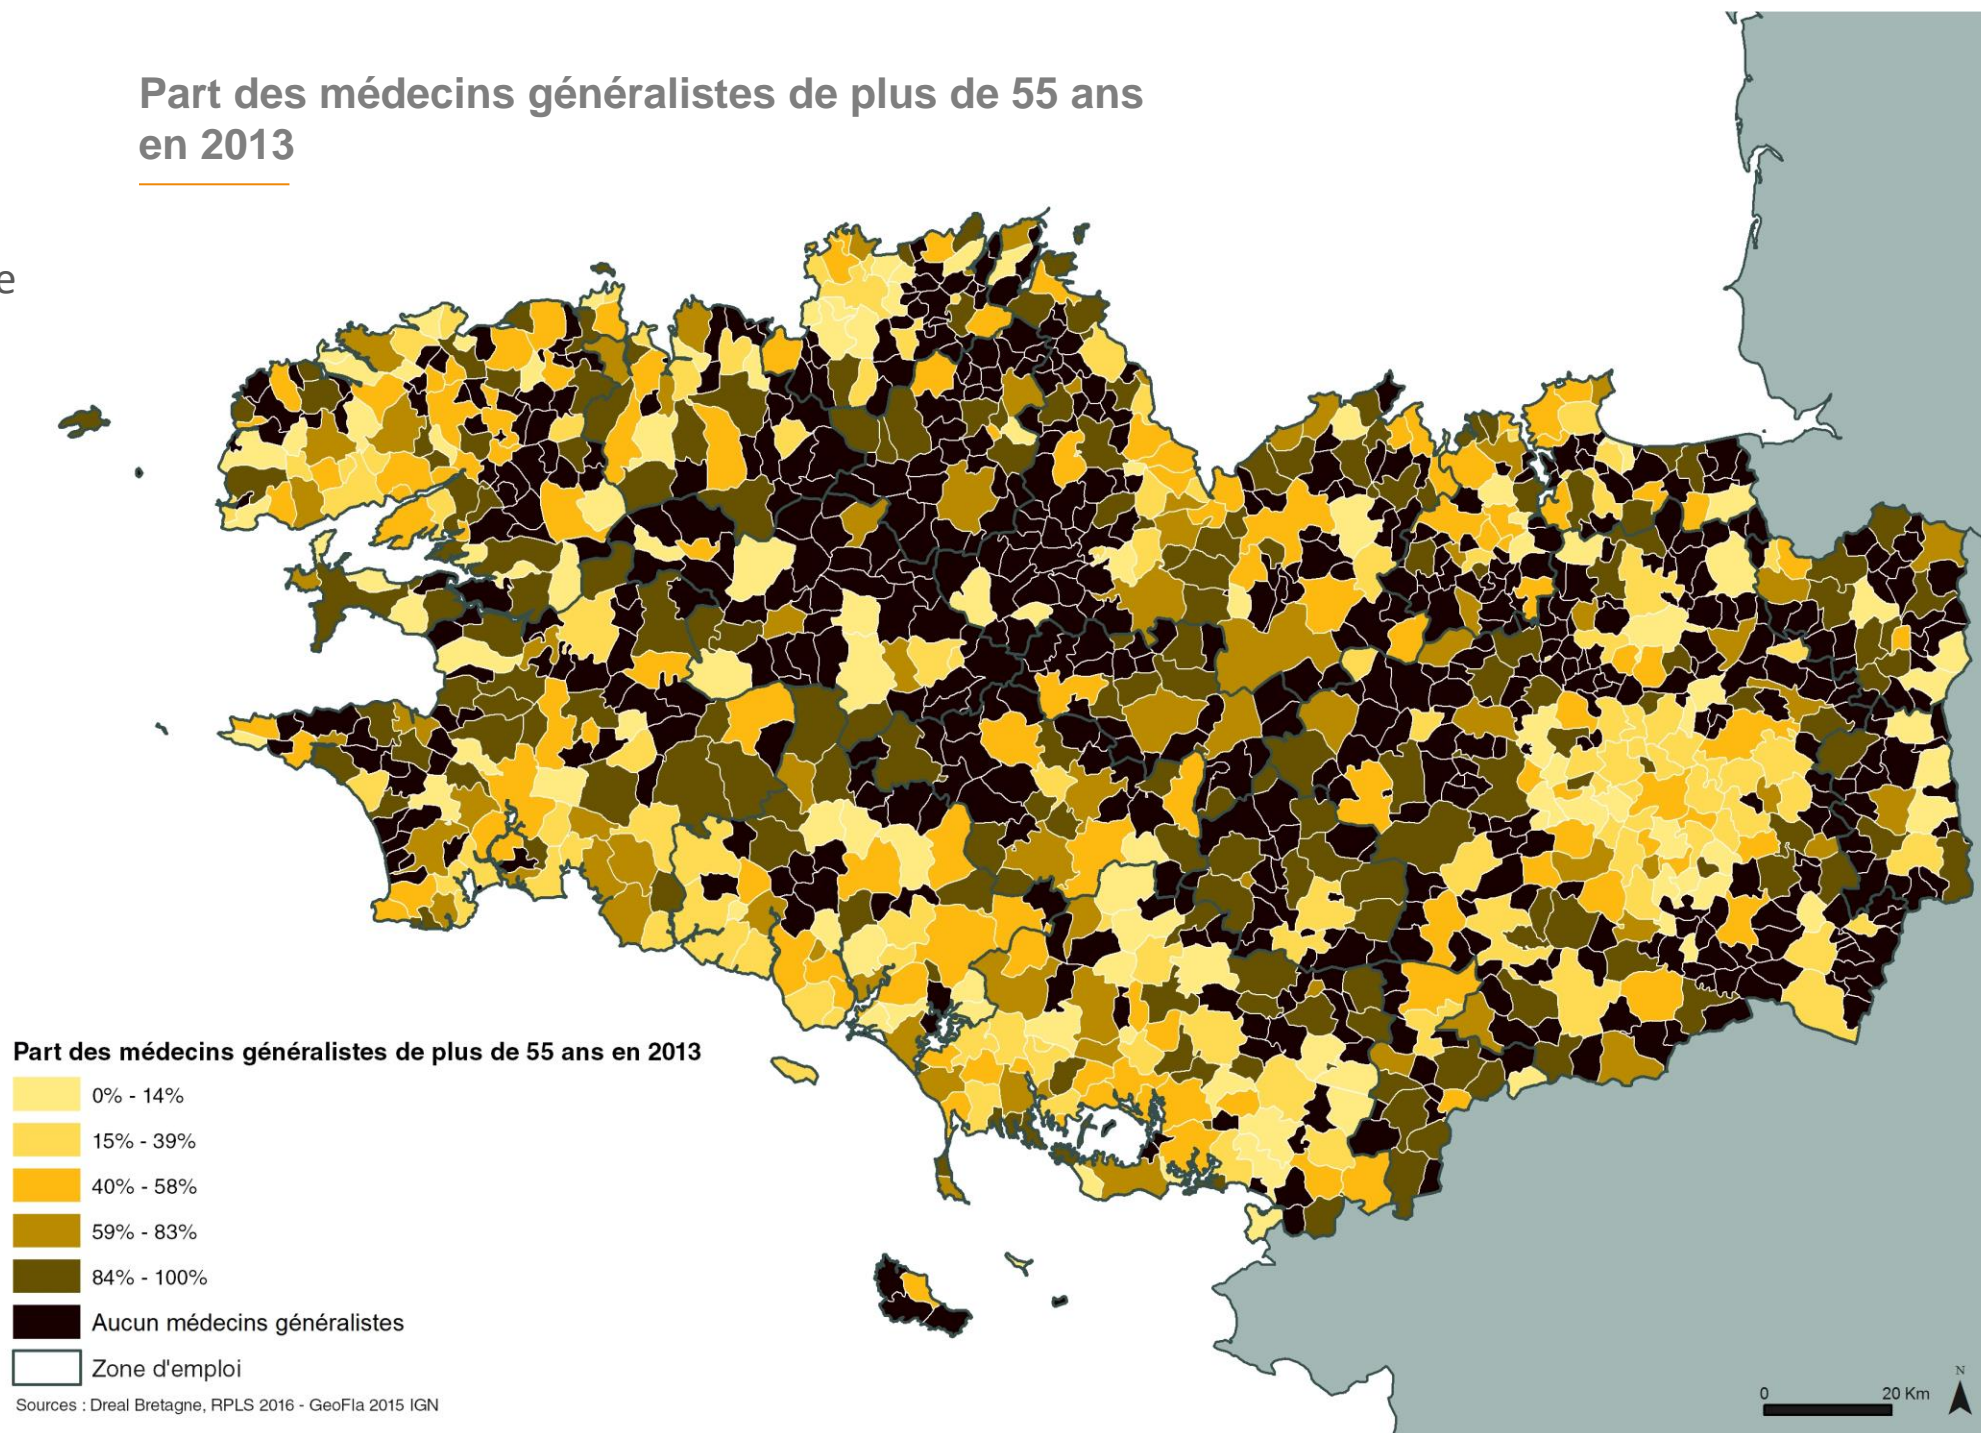 Part des médecins généralistes de plus de 55 ans
en 2013
e
Part des médecins généralistes de plus de 55 ans en 2013
0% - 14%
15% - 39%
40% - 58%
59% - 83%
84% - 100%
Aucun médecins généralistes
Zone d'emploi
Sources : Dreal Bretagne, RPLS 2016 - GeoFla 2015 IGN
0 20 Km
N